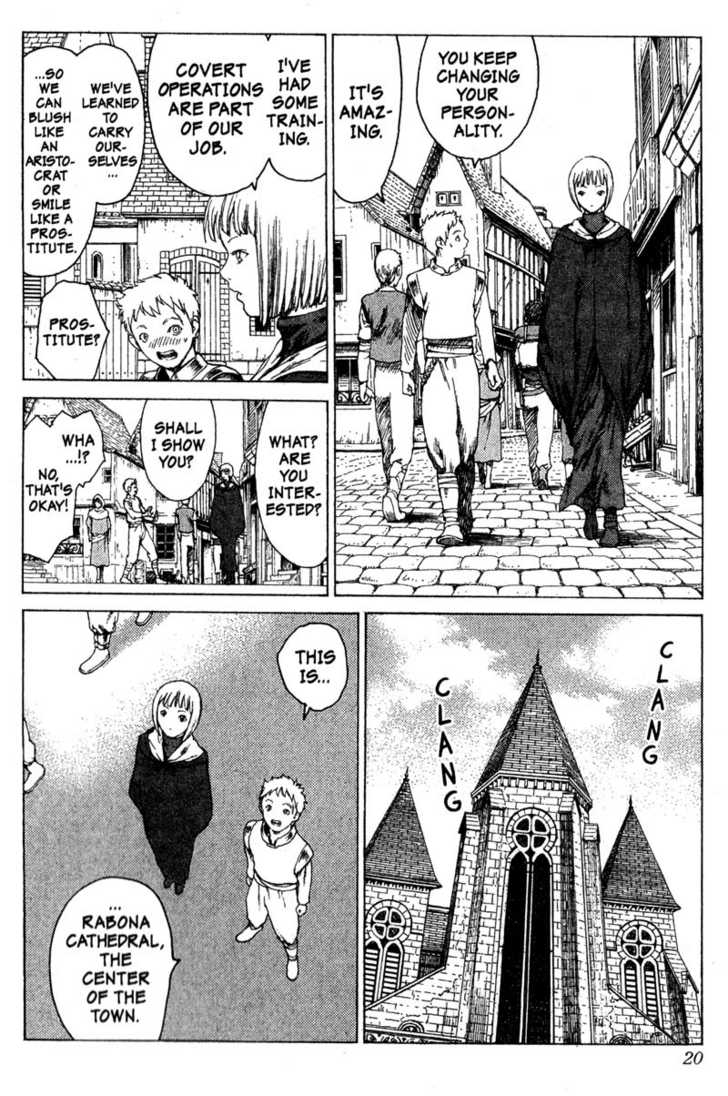 YOU KEEP
CHANGING
YOUR
PERSON-
ALITY.
IT'S
AMAZ-
ING.
I'VE
HAD
SOME
TRAIN-
ING.
COVERT
OPERATIONS
ARE PART
OF OUR
JOB.
WE'VE
LEARNED
TO
CARRY
OUR-
SELVES
...
...SO
WE
CAN
BLUSH
LIKE
AN
ARISTO-
CRAT
OR
SMILE
LIKE A
PROS-
TITUTE.
PROS-
TITUTE?
WHAT?
ARE
YOU
INTER-
ESTED?
SHALL
I SHOW
YOU?
WHA
...!?
NO,
THAT'S
OKAY!
CLANG
CLANG
THIS
IS...
...
RABONA
CATHEDRAL,
THE
CENTER
OF THE
TOWN.
20